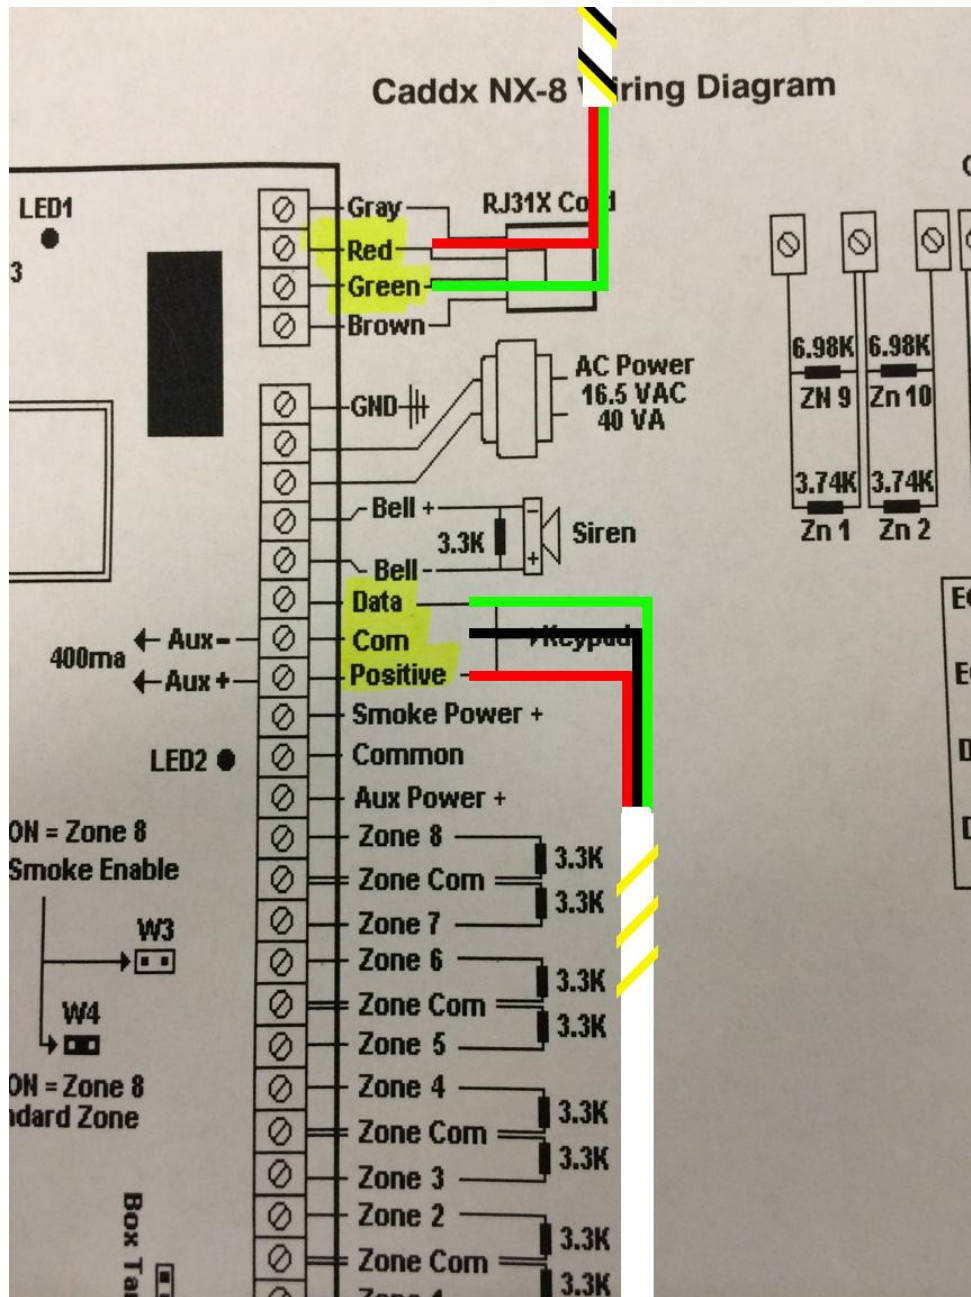 Caddx NX-8 Wiring Diagram
LED1
3
Gray
Red
Green
Brown
RJ31X Cord
GND
AC Power
16.5 VAC
40 VA
Bell +
3.3K
Siren
-
+
Bell -
Data
Com
Positive
Keypad
400ma
Aux -
Aux +
Smoke Power +
LED2
Common
Aux Power +
ON = Zone 8
Smoke Enable
W3
W4
ON = Zone 8
ndard Zone
Zone 8
3.3K
Zone Com
3.3K
Zone 7
Zone 6
3.3K
Zone Com
3.3K
Zone 5
Zone 4
3.3K
Zone Com
3.3K
Zone 3
Zone 2
3.3K
Zone Com
3.3K
Box Ta
6.98K 6.98K
ZN 9 Zn 10
3.74K 3.74K
Zn 1 Zn 2